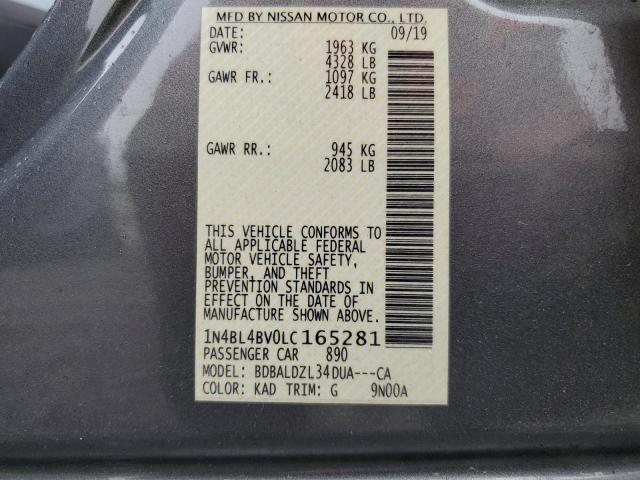 MFD BY NISSAN MOTOR CO., LTD.
DATE: 09/19
GVWR: 1963 KG
4328 LB
GAWR FR.: 1097 KG
2418 LB
GAWR RR.: 945 KG
2083 LB
THIS VEHICLE CONFORMS TO
ALL APPLICABLE FEDERAL
MOTOR VEHICLE SAFETY,
BUMPER, AND THEFT
PREVENTION STANDARDS IN
EFFECT ON THE DATE OF
MANUFACTURE SHOWN ABOVE.
1N4BL4BV0LC165281
PASSENGER CAR 890
MODEL: BDBALDZL34DUA---CA
COLOR: KAD TRIM: G 9N00A